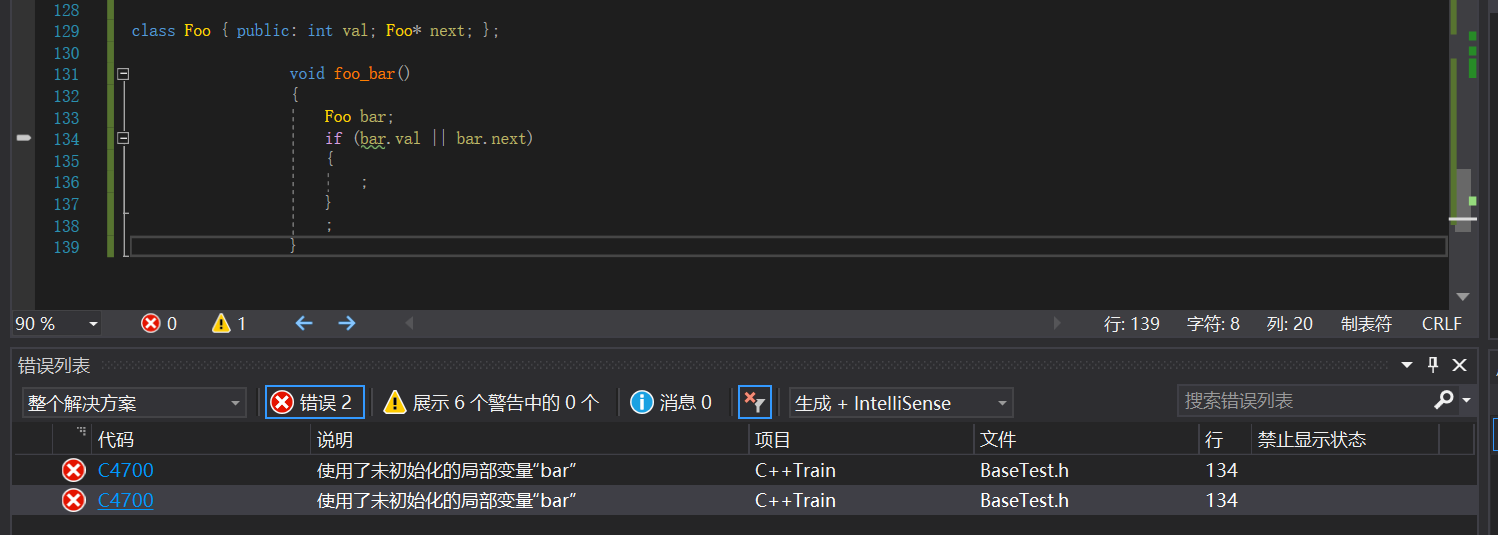 128
129 class Foo { public: int val; Foo* next; };
130
131 void foo_bar()
132 {
133 Foo bar;
134 if (bar.val || bar.next)
135 {
136 ;
137 }
138 ;
139 }
90 % 0 1 行: 139 字符: 8 列: 20 制表符 CRLF
错误列表
整个解决方案 错误 2 展示 6 个警告中的 0 个 消息 0 生成 + IntelliSense 搜索错误列表
代码 说明 项目 文件 行 禁止显示状态
C4700 使用了未初始化的局部变量“bar” C++Train BaseTest.h 134
C4700 使用了未初始化的局部变量“bar” C++Train BaseTest.h 134